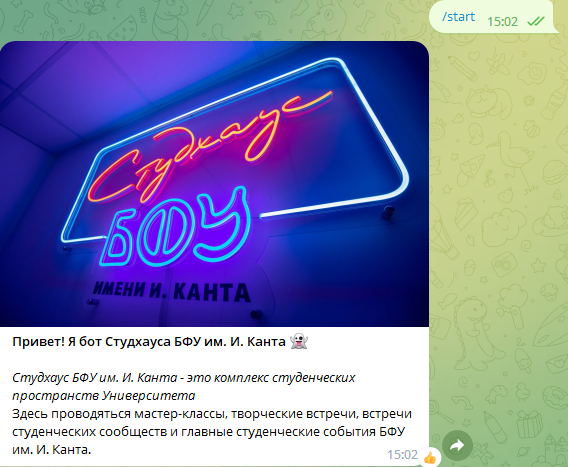 /start
15:02
Студхаус
БФУ
ИМЕНИ И. КАНТА
Привет! Я бот Студхауса БФУ им. И. Канта 👻
Студхаус БФУ им. И. Канта - это комплекс студенческих
пространств Университета
Здесь проводяться мастер-классы, творческие встречи, встречи
студенческих сообществ и главные студенческие события БФУ
им. И. Канта.
15:02